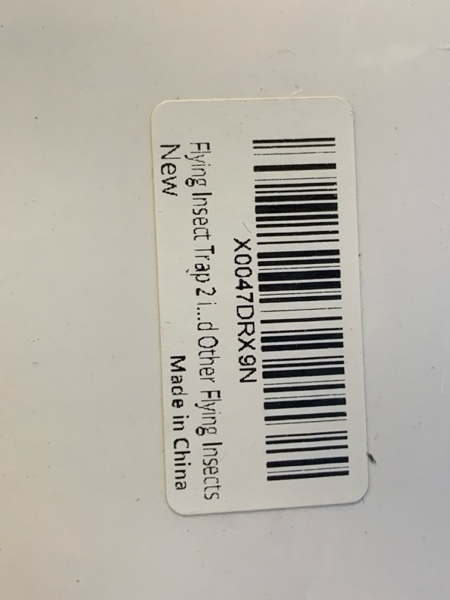 X0047DRX9N
Flying Insect Trap 2 i...d Other Flying Insects
New
Made in China